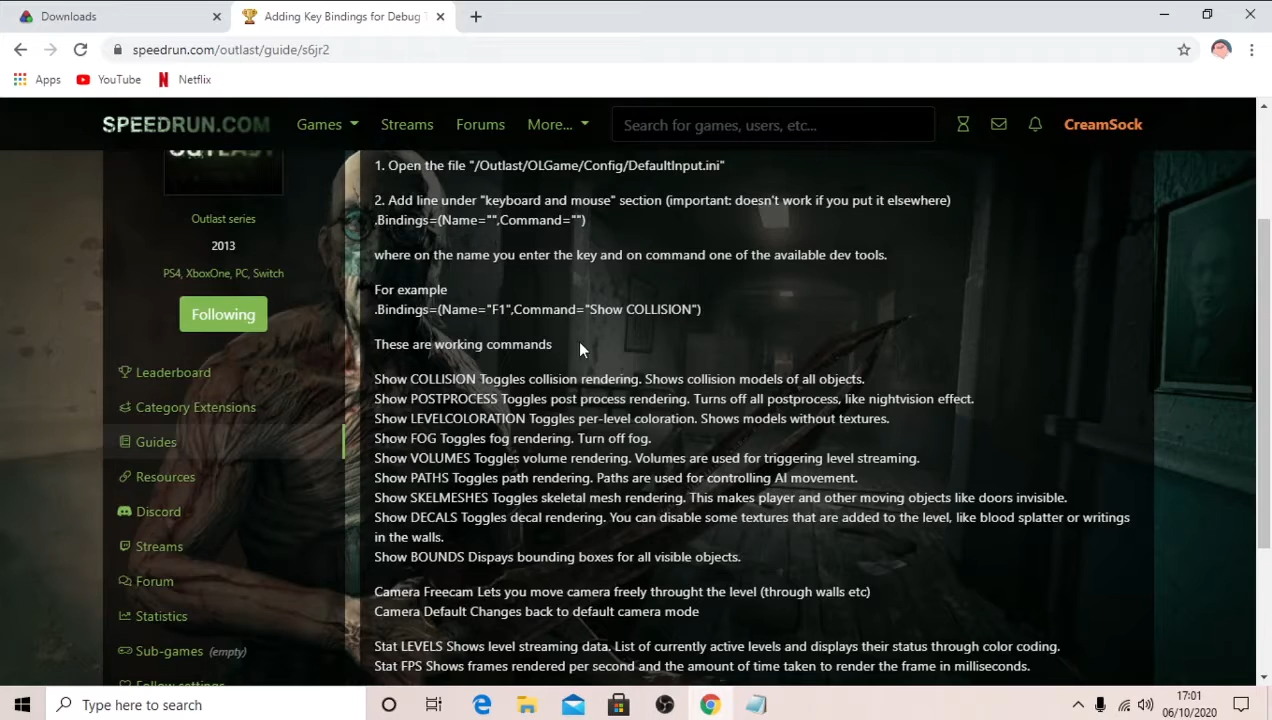 Downloads
Adding Key Bindings for Debug T
speedrun.com/outlast/guide/s6jr2
Apps
YouTube
Netflix
SPEEDRUN.COM
Games
Streams
Forums
More...
Search for games, users, etc...
CreamSock
OUTLAST
Outlast series
2013
PS4, XboxOne, PC, Switch
Following
Leaderboard
Category Extensions
Guides
Resources
Discord
Streams
Forum
Statistics
Sub-games (empty)
Follow settings
1. Open the file "/Outlast/OLGame/Config/DefaultInput.ini"
2. Add line under "keyboard and mouse" section (important: doesn't work if you put it elsewhere)
.Bindings=(Name="",Command="")
where on the name you enter the key and on command one of the available dev tools.
For example
.Bindings=(Name="F1",Command="Show COLLISION")
These are working commands
Show COLLISION Toggles collision rendering. Shows collision models of all objects.
Show POSTPROCESS Toggles post process rendering. Turns off all postprocess, like nightvision effect.
Show LEVELCOLORATION Toggles per-level coloration. Shows models without textures.
Show FOG Toggles fog rendering. Turn off fog.
Show VOLUMES Toggles volume rendering. Volumes are used for triggering level streaming.
Show PATHS Toggles path rendering. Paths are used for controlling AI movement.
Show SKELMESHES Toggles skeletal mesh rendering. This makes player and other moving objects like doors invisible.
Show DECALS Toggles decal rendering. You can disable some textures that are added to the level, like blood splatter or writings
in the walls.
Show BOUNDS Dispays bounding boxes for all visible objects.
Camera Freecam Lets you move camera freely throught the level (through walls etc)
Camera Default Changes back to default camera mode
Stat LEVELS Shows level streaming data. List of currently active levels and displays their status through color coding.
Stat FPS Shows frames rendered per second and the amount of time taken to render the frame in milliseconds.
Type here to search
17:01
06/10/2020